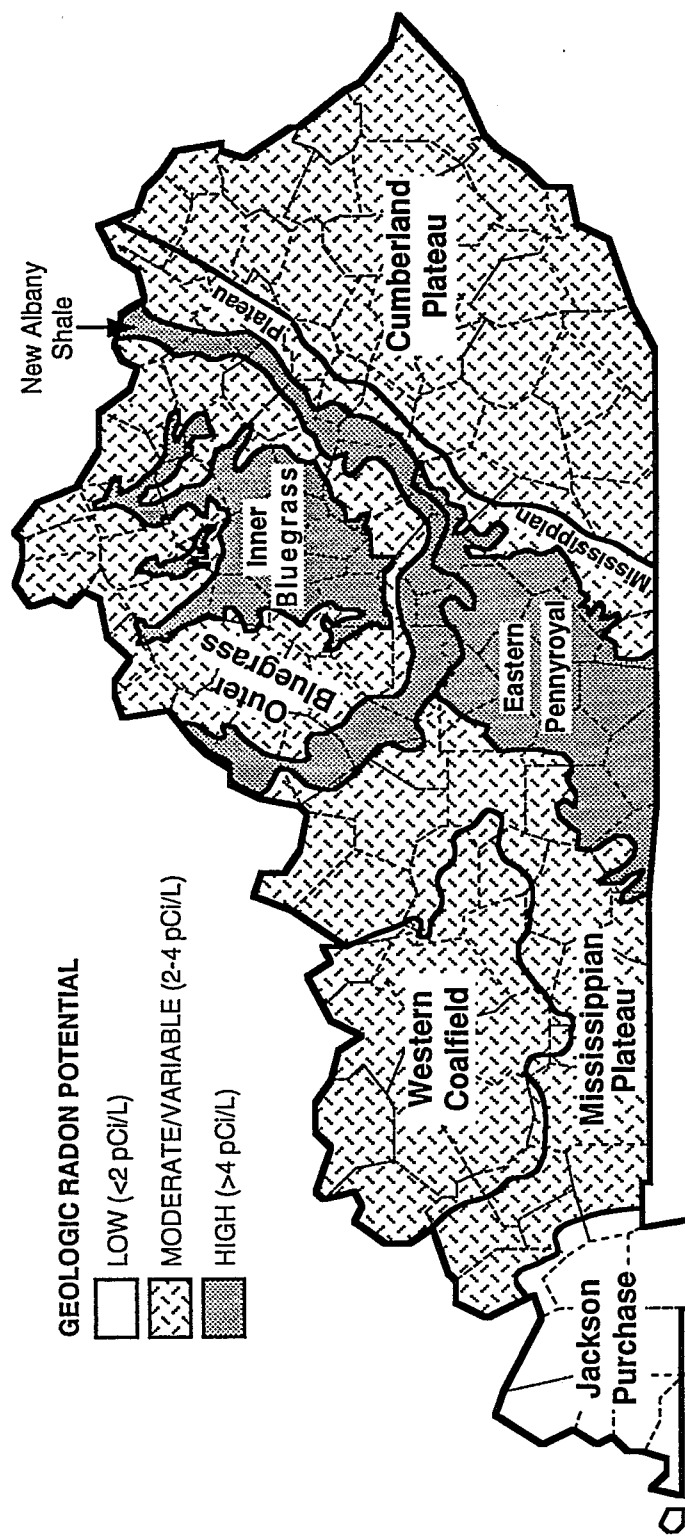 GEOLOGIC RADON POTENTIAL
LOW (<2 pCi/L)
MODERATE/VARIABLE (2-4 pCi/L)
HIGH (>4 pCi/L)
New Albany
Shale
Plateau
Cumberland
Plateau
Inner
Bluegrass
Outer
Bluegrass
Mississippian
Eastern
Pennyroyal
Western
Coalfield
Mississippian
Plateau
Jackson
Purchase